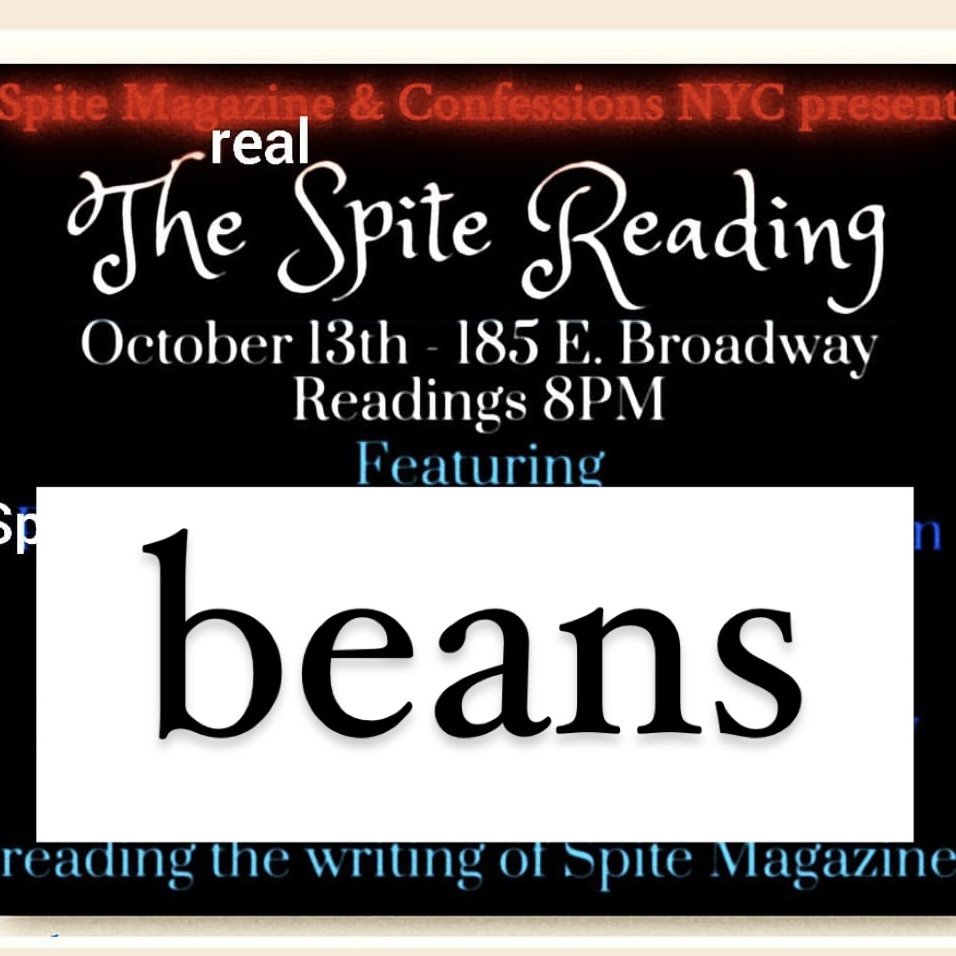 Spite Magazine & Confessions NYC present
real
The Spite Reading
October 13th - 185 E. Broadway
Readings 8PM
Featuring
beans
reading the writing of Spite Magazine